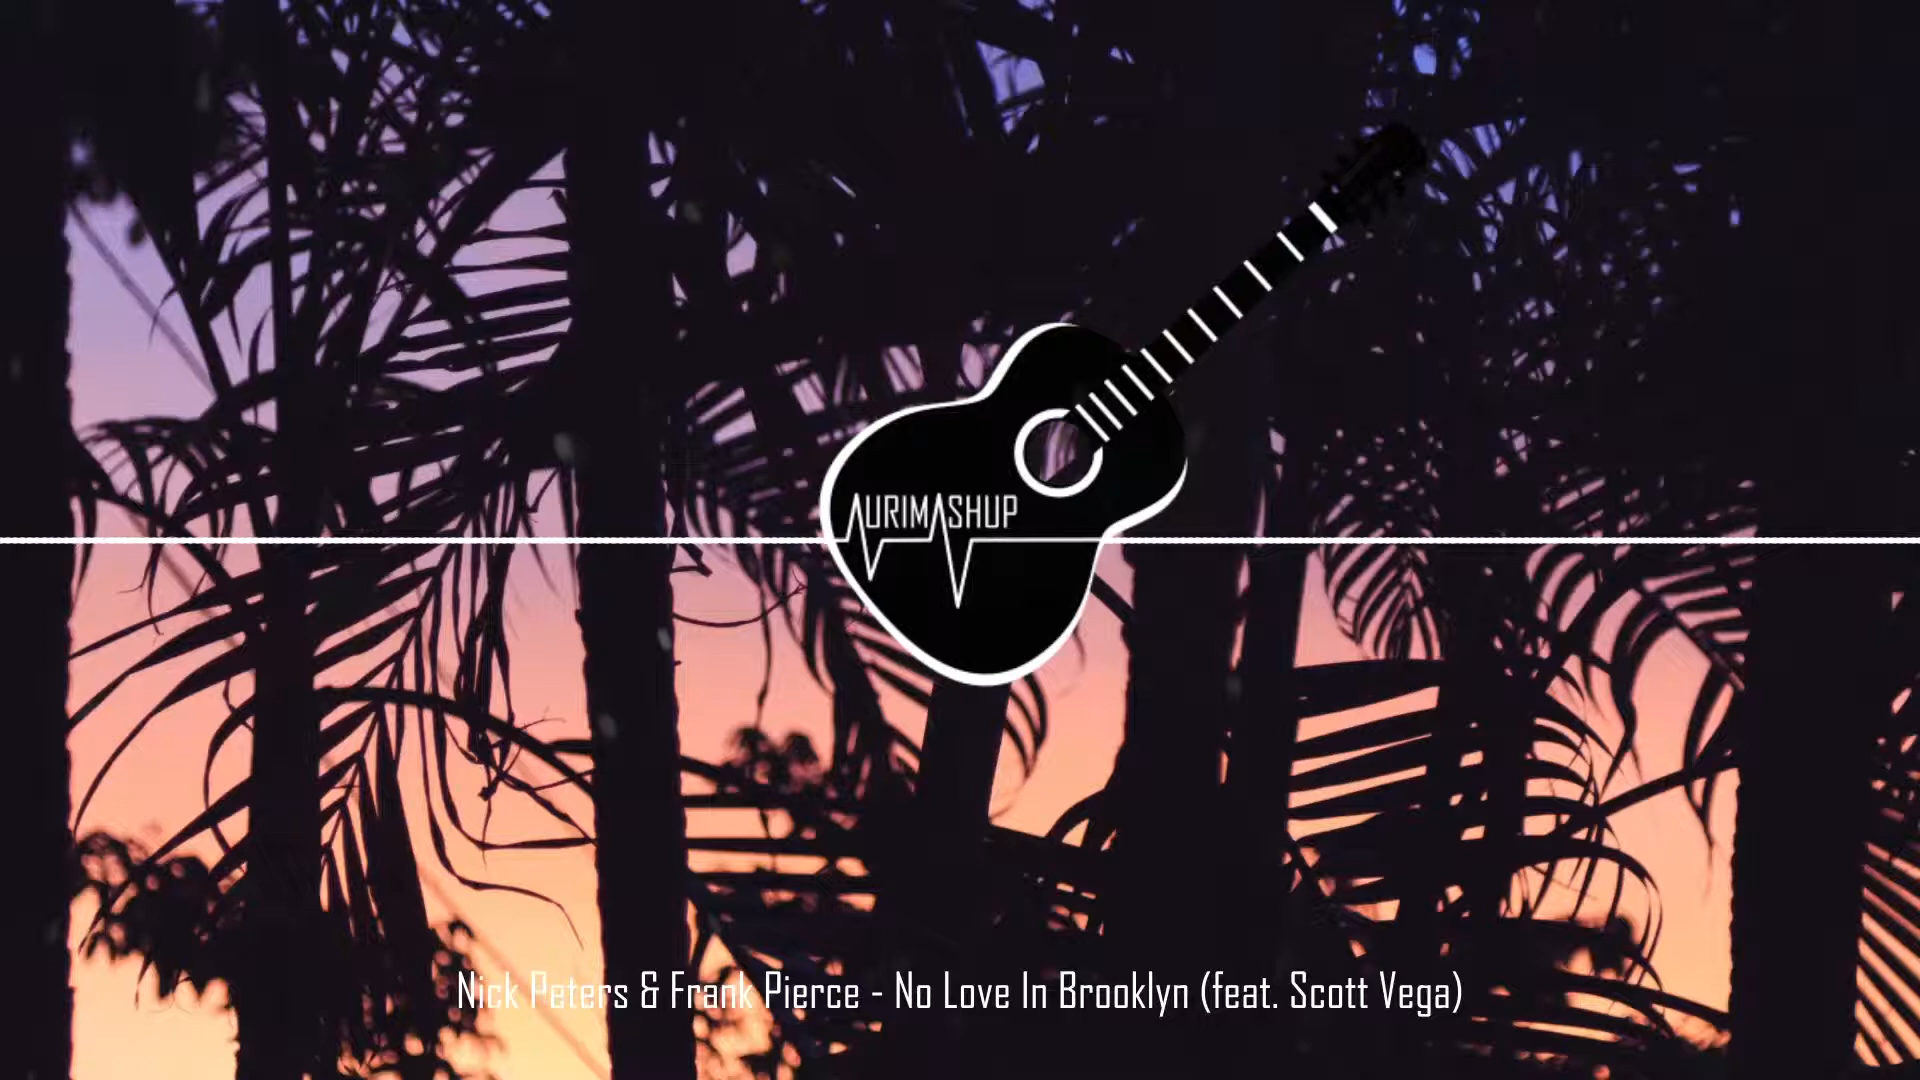 AURIMASHUP
Nick Peters & Frank Pierce - No Love In Brooklyn (feat. Scott Vega)